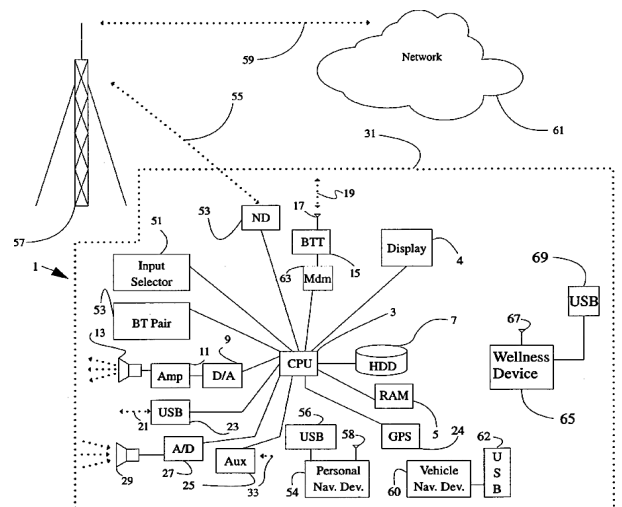 59
Network
55
61
31
19
17
ND
53
BTT
51
Display
57
15
4
Input
Selector
63
Mdm
69
1
53
USB
BT Pair
3
7
13
9
67
11
CPU
HDD
Amp
D/A
Wellness
Device
RAM
USB
56
21
23
5
GPS
24
65
58
62
A/D
USB
Aux
U
S
B
29
27
25
33
54
Personal
Nav. Dev.
60
Vehicle
Nav. Dev.